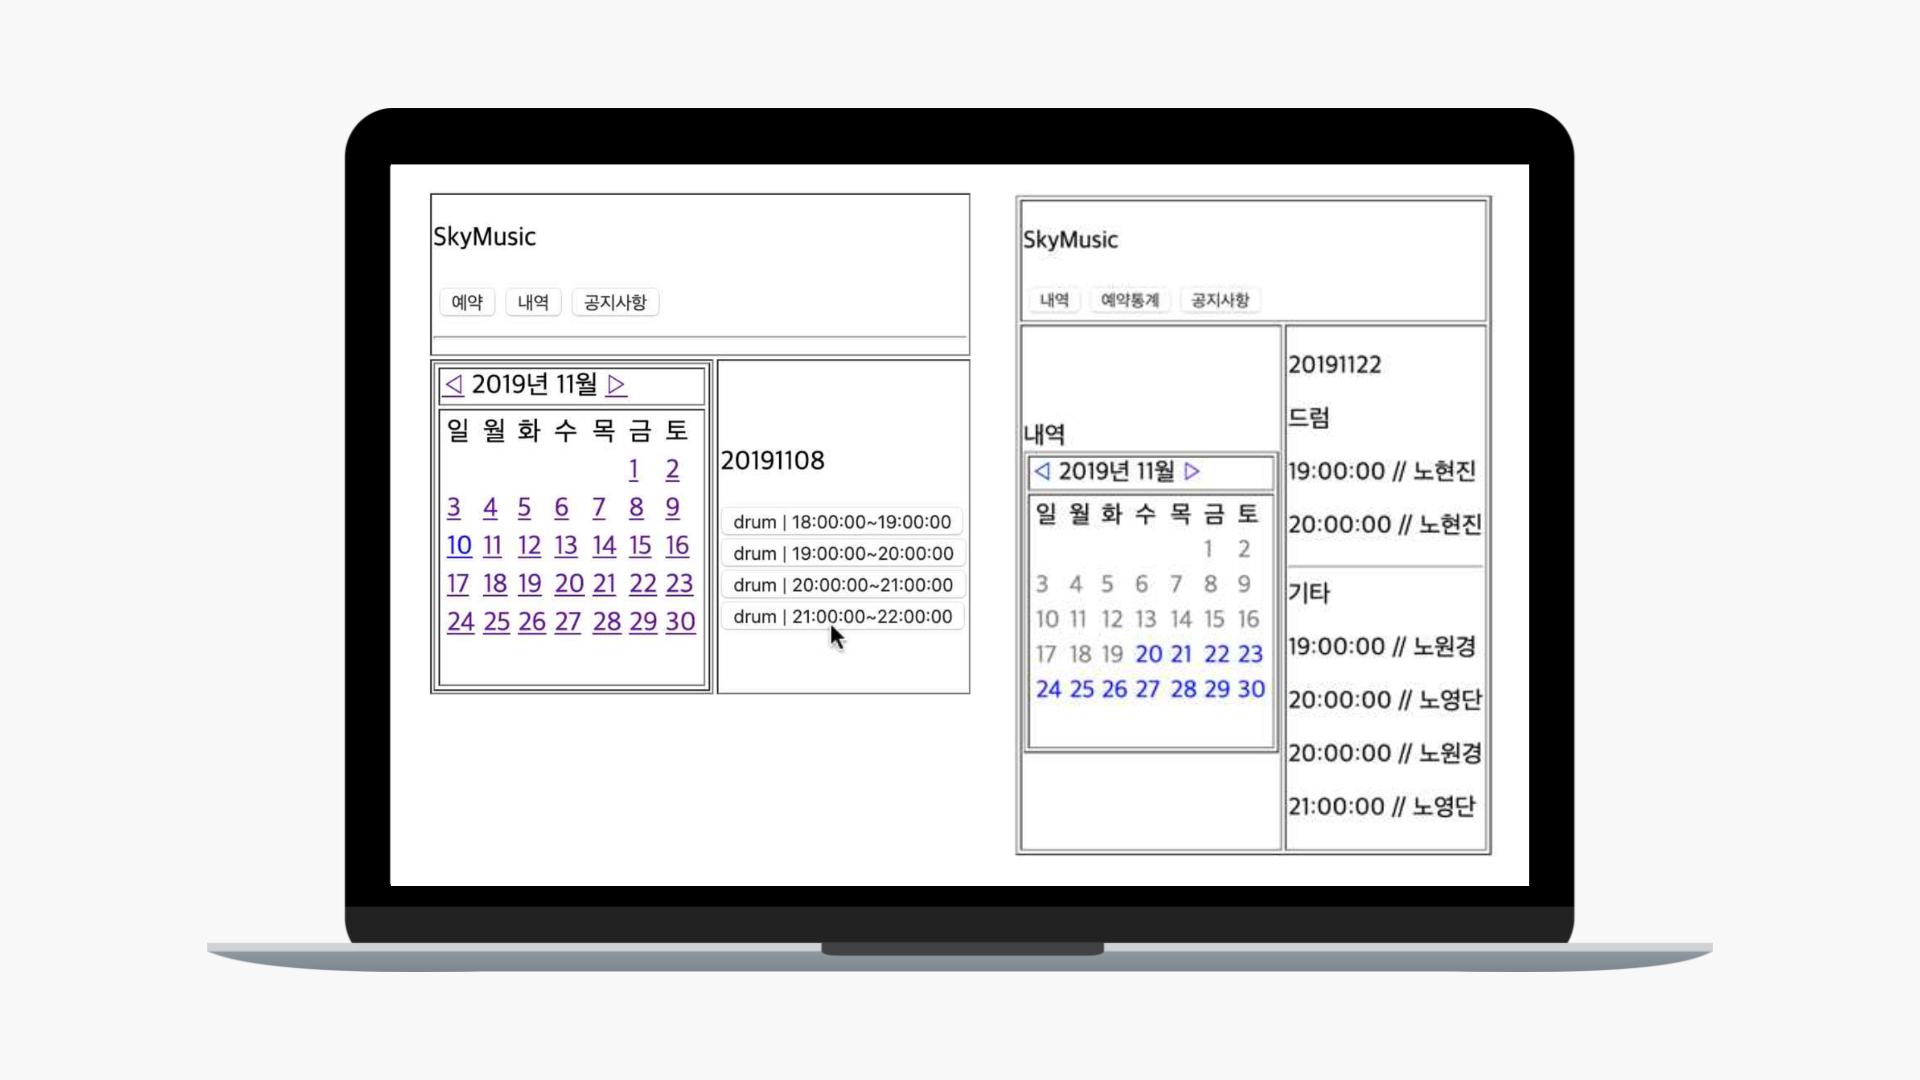 SkyMusic
예약 내역 공지사항
◁ 2019년 11월 ▷
일 월 화 수 목 금 토
1 2
3 4 5 6 7 8 9
10 11 12 13 14 15 16
17 18 19 20 21 22 23
24 25 26 27 28 29 30
20191108
drum | 18:00:00~19:00:00
drum | 19:00:00~20:00:00
drum | 20:00:00~21:00:00
drum | 21:00:00~22:00:00
SkyMusic
내역 예약통계 공지사항
내역
◁ 2019년 11월 ▷
일 월 화 수 목 금 토
1 2
3 4 5 6 7 8 9
10 11 12 13 14 15 16
17 18 19 20 21 22 23
24 25 26 27 28 29 30
20191122
드럼
19:00:00 // 노현진
20:00:00 // 노현진
기타
19:00:00 // 노원경
20:00:00 // 노영단
20:00:00 // 노원경
21:00:00 // 노영단